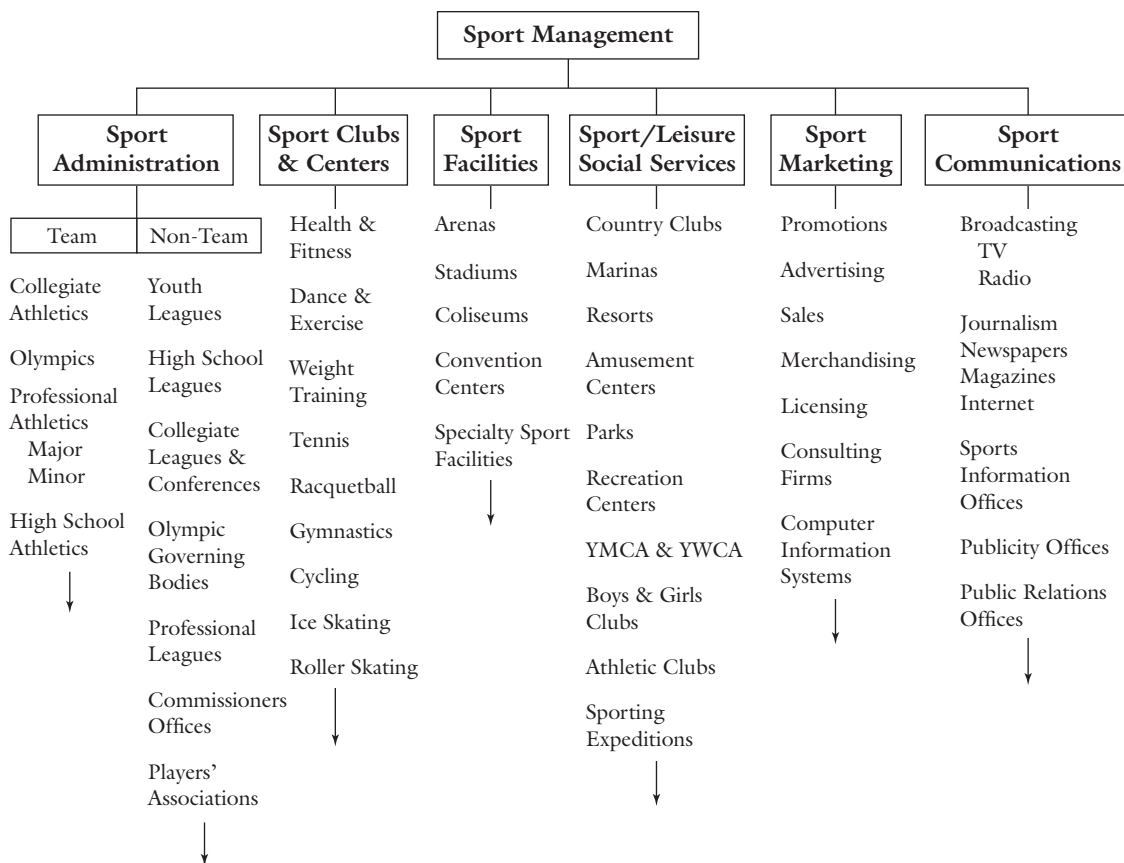 Sport Management
Sport
Administration
Team
Non-Team
Collegiate
Athletics
Olympics
Professional
Athletics
Major
Minor
High School
Athletics
Youth
Leagues
High School
Leagues
Collegiate
Leagues &
Conferences
Olympic
Governing
Bodies
Professional
Leagues
Commissioners
Offices
Players’
Associations
Sport Clubs
& Centers
Health &
Fitness
Dance &
Exercise
Weight
Training
Tennis
Racquetball
Gymnastics
Cycling
Ice Skating
Roller Skating
Sport
Facilities
Arenas
Stadiums
Coliseums
Convention
Centers
Specialty Sport
Facilities
Sport/Leisure
Social Services
Country Clubs
Marinas
Resorts
Amusement
Centers
Parks
Recreation
Centers
YMCA & YWCA
Boys & Girls
Clubs
Athletic Clubs
Sporting
Expeditions
Sport
Marketing
Promotions
Advertising
Sales
Merchandising
Licensing
Consulting
Firms
Computer
Information
Systems
Sport
Communications
Broadcasting
TV
Radio
Journalism
Newspapers
Magazines
Internet
Sports
Information
Offices
Publicity Offices
Public Relations
Offices